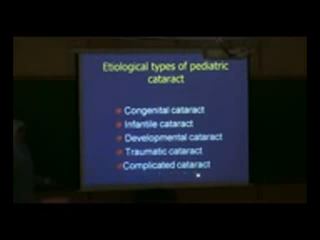 Etiological types of pediatric
cataract
Congenital cataract
Infantile cataract
Developmental cataract
Traumatic cataract
Complicated cataract